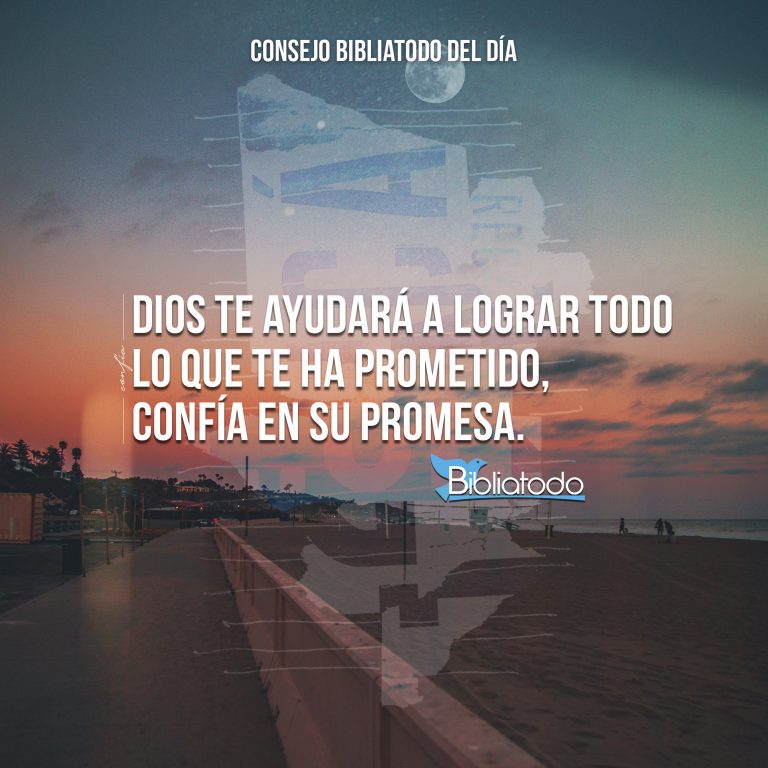 CONSEJO BIBLIATODO DEL DÍA
DIOS TE AYUDARÁ A LOGRAR TODO
LO QUE TE HA PROMETIDO,
CONFÍA EN SU PROMESA.
confía
Bibliatodo